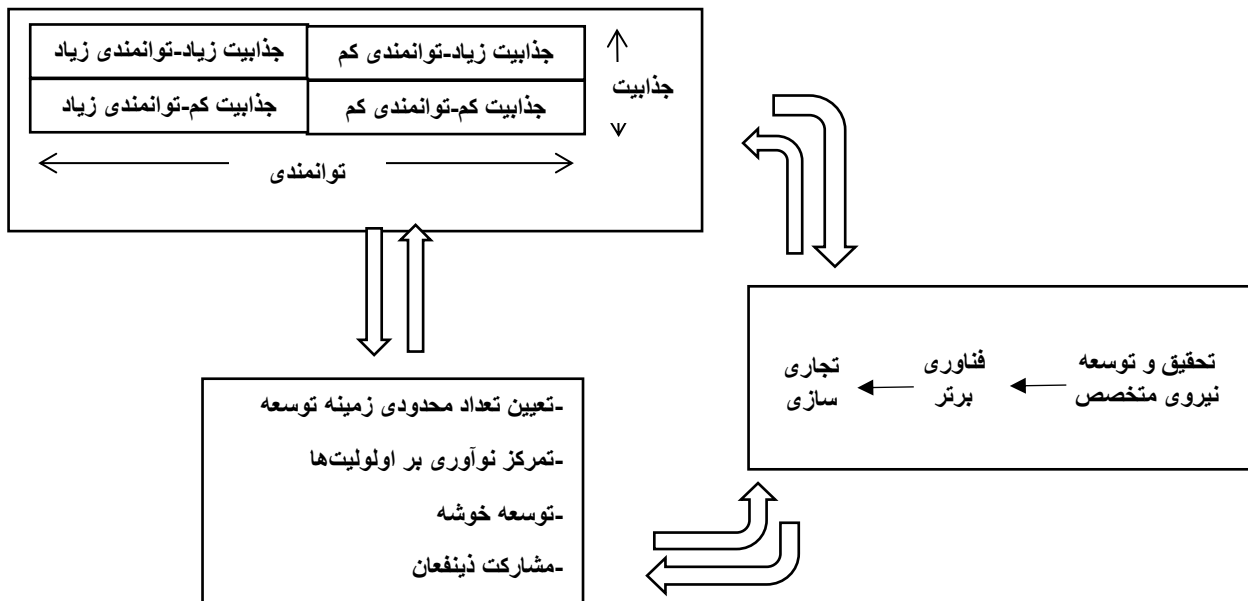 جذابیت زیاد-توانمندی کم
جذابیت زیاد-توانمندی زیاد
جذابیت کم-توانمندی کم
جذابیت کم-توانمندی زیاد
جذابیت
توانمندی
تحقیق و توسعه
نیروی متخصص
فناوری
برتر
تجاری
سازی
-تعیین تعداد محدودی زمینه توسعه
-تمرکز نوآوری بر اولولیت‌ها
-توسعه خوشه
-مشارکت ذینفعان